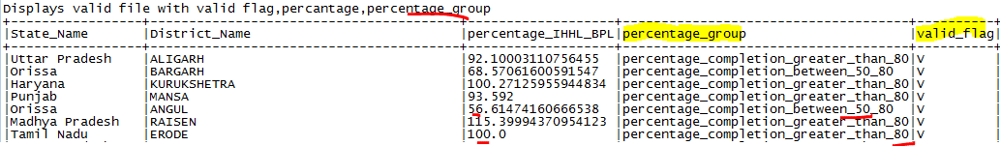 Displays valid file with valid flag,percantage,percentage_group
+--------------+-------------+-------------------+------------------------------------+----------+
|State_Name |District_Name |percentage_IHHL_BPL|percentage_group |valid_flag|
|Uttar Pradesh |ALIGARH |92.10003110756455 |percentage_completion_greater_than_80|V |
|Orissa |BARGARH |68.57061600591547 |percentage_completion_between_50_80 |V |
|Haryana |KURUKSHETRA |100.27125955944834 |percentage_completion_greater_than_80|V |
|Punjab |MANSA |93.592 |percentage_completion_greater_than_80|V |
|Orissa |ANGUL |56.61474160666538 |percentage_completion_between_50_80 |V |
|Madhya Pradesh |RAISEN |115.39994370954123 |percentage_completion_greater_than_80|V |
|Tamil Nadu |ERODE |100.0 |percentage_completion_greater_than_80|V |